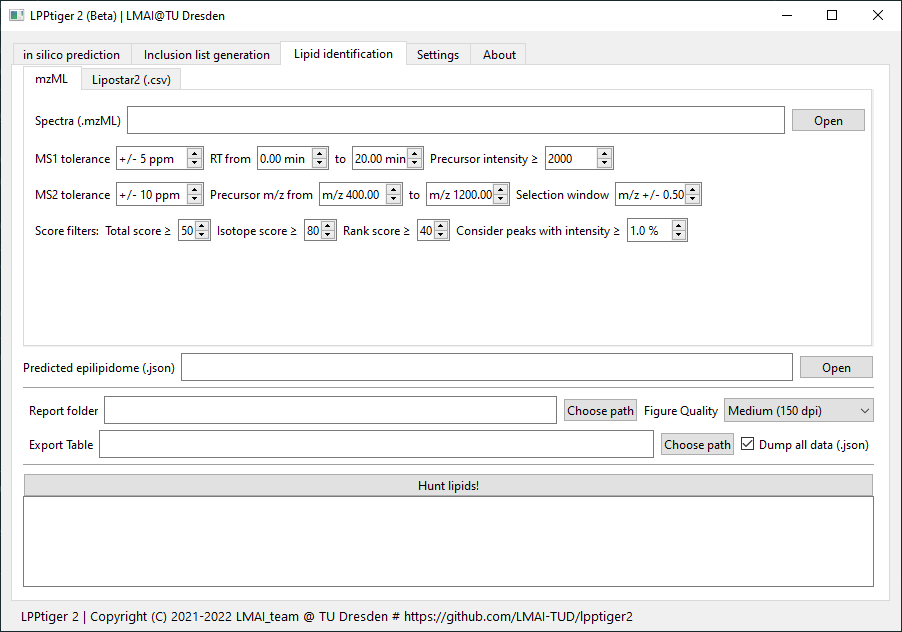 LPPtiger 2 (Beta) | LMAI@TU Dresden
in silico prediction Inclusion list generation Lipid identification Settings About
mzML Lipostar2 (.csv)
Spectra (.mzML) Open
MS1 tolerance +/- 5 ppm RT from 0.00 min to 20.00 min Precursor intensity ≥ 2000
MS2 tolerance +/- 10 ppm Precursor m/z from m/z 400.00 to m/z 1200.00 Selection window m/z +/- 0.50
Score filters: Total score ≥ 50 Isotope score ≥ 80 Rank score ≥ 40 Consider peaks with intensity ≥ 1.0 %
Predicted epilipidome (.json) Open
Report folder Choose path Figure Quality Medium (150 dpi)
Export Table Choose path Dump all data (.json)
Hunt lipids!
LPPtiger 2 | Copyright (C) 2021-2022 LMAI_team @ TU Dresden # https://github.com/LMAI-TUD/lpptiger2